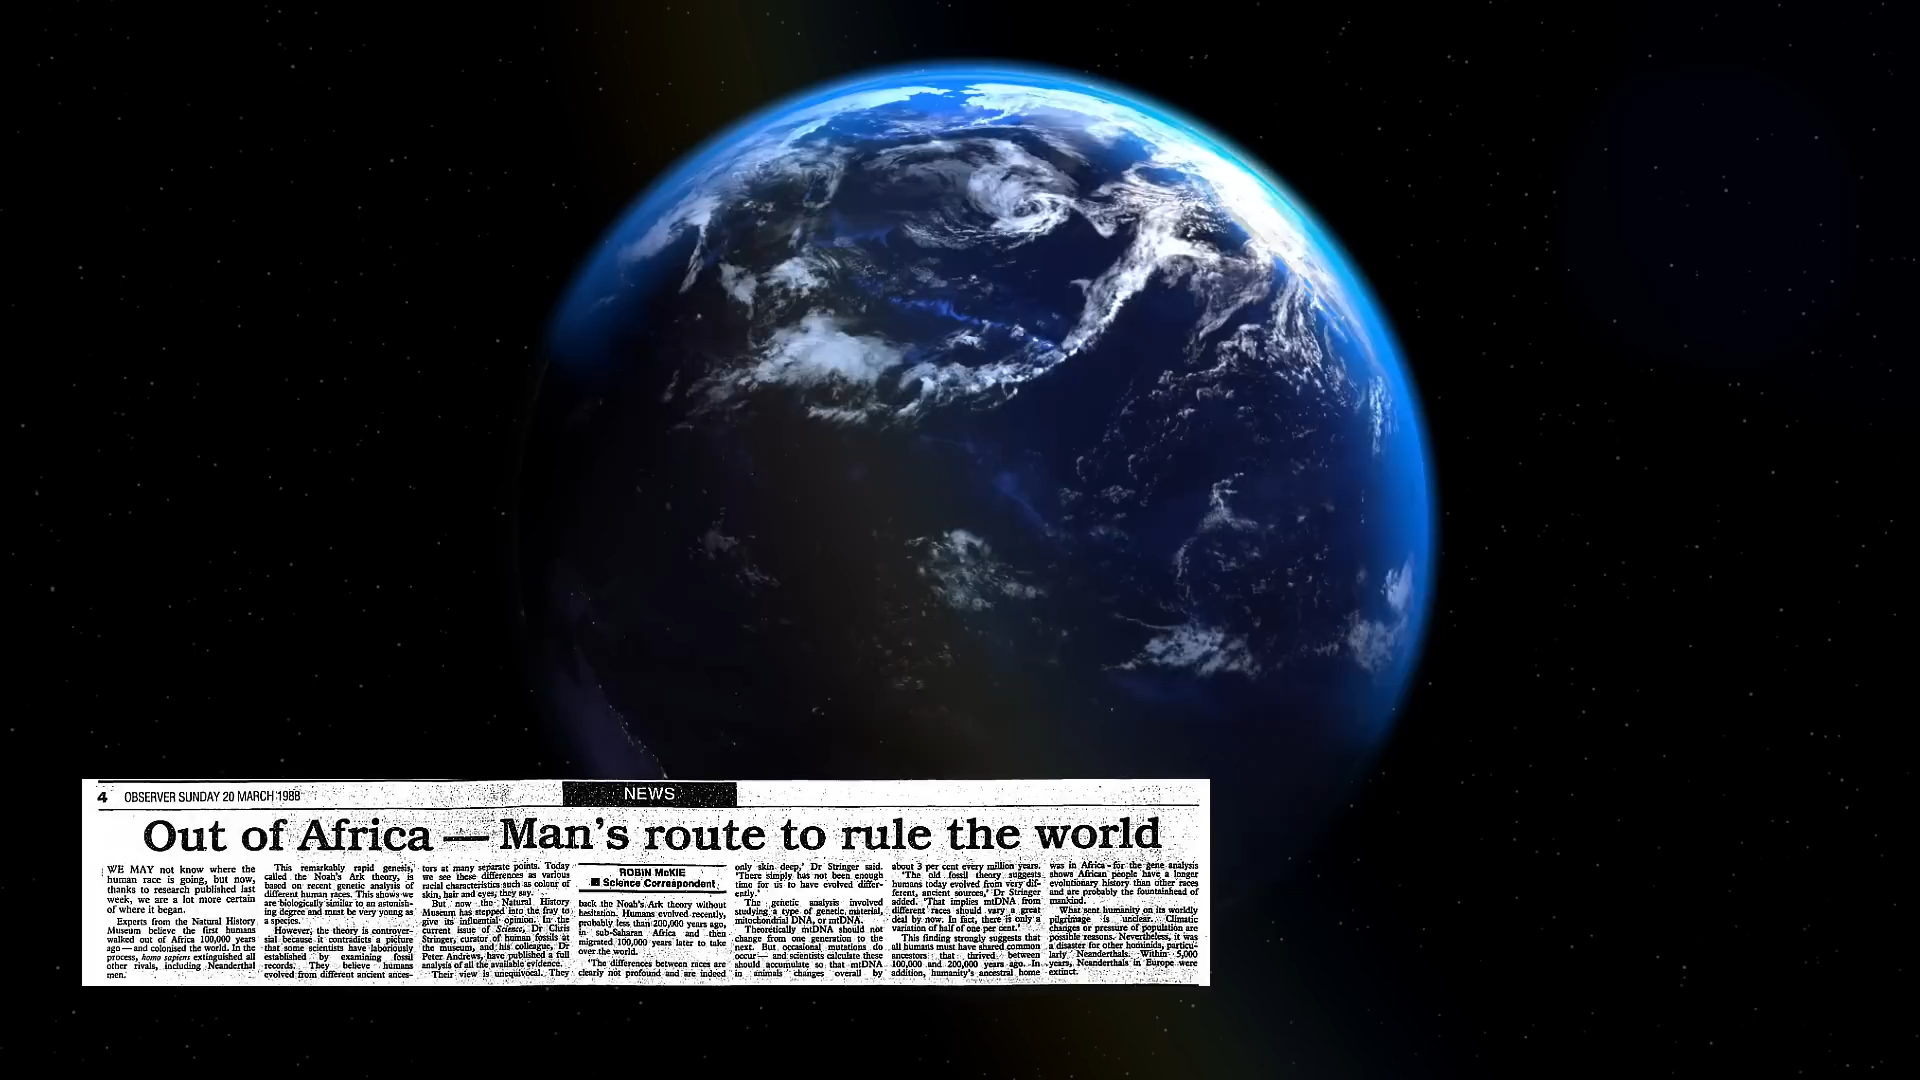 4 OBSERVER SUNDAY 20 MARCH 1988
NEWS
Out of Africa — Man's route to rule the world
WE MAY not know where the
human race is going, but now,
thanks to research published last
week, we are a lot more certain
of where it began.
Experts from the Natural History
Museum believe the first humans
walked out of Africa 100,000 years
ago — and colonised the world. In the
process, homo sapiens extinguished all
other rivals, including Neanderthal
men.
This remarkably rapid genesis,
called the Noah's Ark theory, is
based on recent genetic analysis of
different human races. This shows we
are biologically similar to an astonish-
ing degree and must be very young as
a species.
However, the theory is controver-
sial because it contradicts a picture
that some scientists have laboriously
established by examining fossil
records. They believe humans
evolved from different ancient ances-
tors at many separate points. Today
we see these differences as various
racial characteristics such as colour of
skin, hair and eyes, they say.
But now the Natural History
Museum has stepped into the fray to
give its influential opinion. In the
current issue of Science, Dr Chris
Stringer, curator of human fossils at
the museum, and his colleague, Dr
Peter Andrews, have published a full
analysis of all the available evidence.
Their view is unequivocal. They
ROBIN McKIE
Science Correspondent
back the Noah's Ark theory without
hesitation. Humans evolved recently,
probably less than 200,000 years ago,
in sub-Saharan Africa and then
migrated 100,000 years later to take
over the world.
'The differences between races are
clearly not profound and are indeed
only skin deep,' Dr Stringer said.
'There simply has not been enough
time for us to have evolved differ-
ently.'
The genetic analysis involved
studying a type of genetic material,
mitochondrial DNA, or mtDNA.
Theoretically mtDNA should not
change from one generation to the
next. But occasional mutations do
occur — and scientists calculate these
should accumulate so that mtDNA
in animals changes overall by
about 3 per cent every million years.
'The old fossil theory suggests
humans today evolved from very dif-
ferent, ancient sources,' Dr Stringer
added. 'That implies mtDNA from
different races should vary a great
deal by now. In fact, there is only a
variation of half of one per cent.'
This finding strongly suggests that
all humans must have shared common
ancestors that thrived between
100,000 and 200,000 years ago. In
addition, humanity's ancestral home
was in Africa - for the gene analysis
shows African people have a longer
evolutionary history than other races
and are probably the fountainhead of
mankind.
What sent humanity on its worldly
pilgrimage is unclear. Climatic
changes or pressure of population are
possible reasons. Nevertheless, it was
a disaster for other hominids, particu-
larly Neanderthals. Within 5,000
years, Neanderthals in Europe were
extinct.